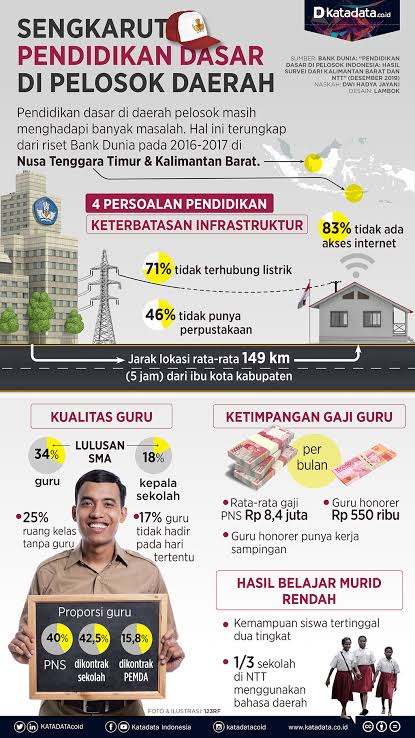 SENGKARUT
PENDIDIKAN DASAR
DI PELOSOK DAERAH
D katadata.co.id
SUMBER: BANK DUNIA: "PENDIDIKAN
DASAR DI PELOSOK INDONESIA: HASIL
SURVEI DARI KALIMANTAN BARAT DAN
NTT" (DESEMBER 2019)
NASKAH: DWI HADYA JAYANI
DESAIN: LAMBOK
Pendidikan dasar di daerah pelosok masih
menghadapi banyak masalah. Hal ini terungkap
dari riset Bank Dunia pada 2016-2017 di
Nusa Tenggara Timur & Kalimantan Barat.
4 PERSOALAN PENDIDIKAN
KETERBATASAN INFRASTRUKTUR
83% tidak ada
akses internet
71% tidak terhubung listrik
46% tidak punya
perpustakaan
Jarak lokasi rata-rata 149 km
(5 jam) dari ibu kota kabupaten
KUALITAS GURU
LULUSAN
SMA
34%
guru
18%
kepala
sekolah
•25%
ruang kelas
tanpa guru
•17% guru
tidak hadir
pada hari
tertentu
Proporsi guru
40%
PNS
42,5%
dikontrak
sekolah
15,8%
dikontrak
PEMDA
FOTO & ILUSTRASI: 123RF
KETIMPANGAN GAJI GURU
per
bulan
• Rata-rata gaji
PNS Rp 8,4 juta
• Guru honorer
Rp 550 ribu
• Guru honorer punya kerja
sampingan
HASIL BELAJAR MURID
RENDAH
• Kemampuan siswa tertinggal
dua tingkat
• 1/3 sekolah
di NTT
menggunakan
bahasa daerah
KATADATAcoid
Katadata Indonesia
katadatacoid
www.katadata.co.id